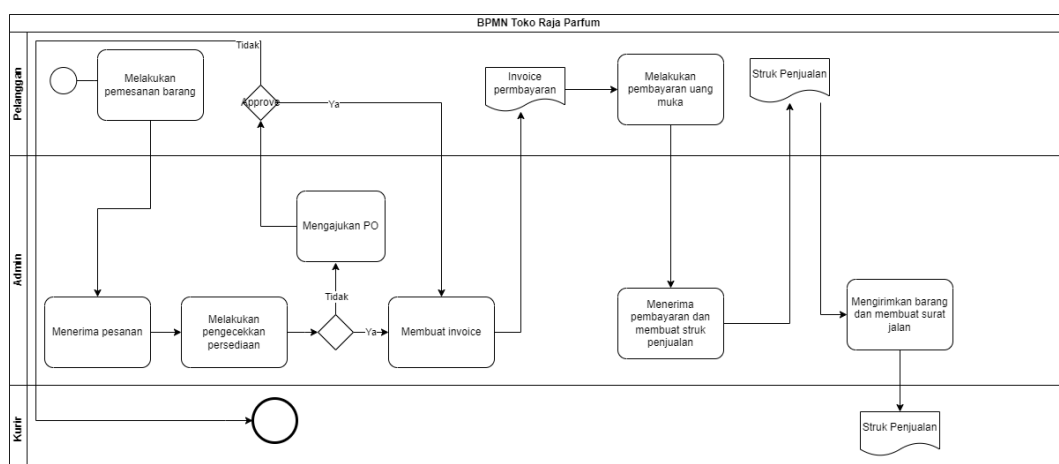 BPMN Toko Raja Parfum
Pelanggan
Melakukan
pemesanan barang
Tidak
Approve
Ya
Invoice
permbayaran
Melakukan
pembayaran uang
muka
Struk Penjualan
Admin
Menerima pesanan
Melakukan
pengecekkan
persediaan
Mengajukan PO
Tidak
Ya
Membuat invoice
Menerima
pembayaran dan
membuat struk
penjualan
Mengirimkan barang
dan membuat surat
jalan
Kurir
Struk Penjualan